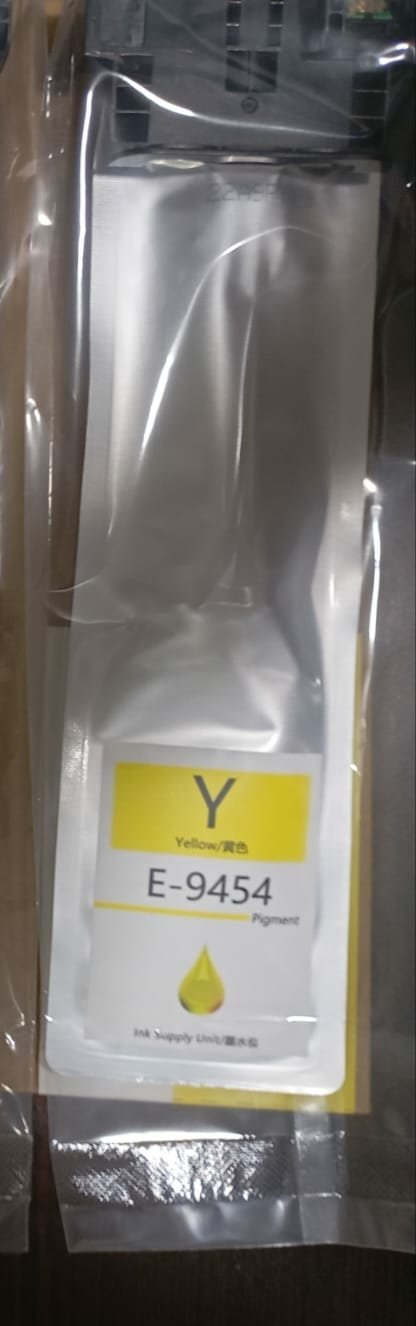 Y
Yellow/黄色
E-9454
Pigment
Ink Supply Unit/墨水包